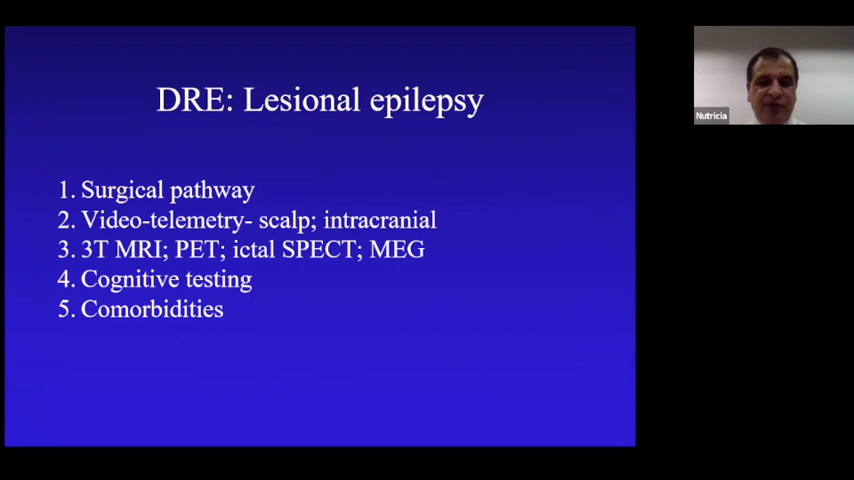 DRE: Lesional epilepsy
1. Surgical pathway
2. Video-telemetry- scalp; intracranial
3. 3T MRI; PET; ictal SPECT; MEG
4. Cognitive testing
5. Comorbidities
Nutricia